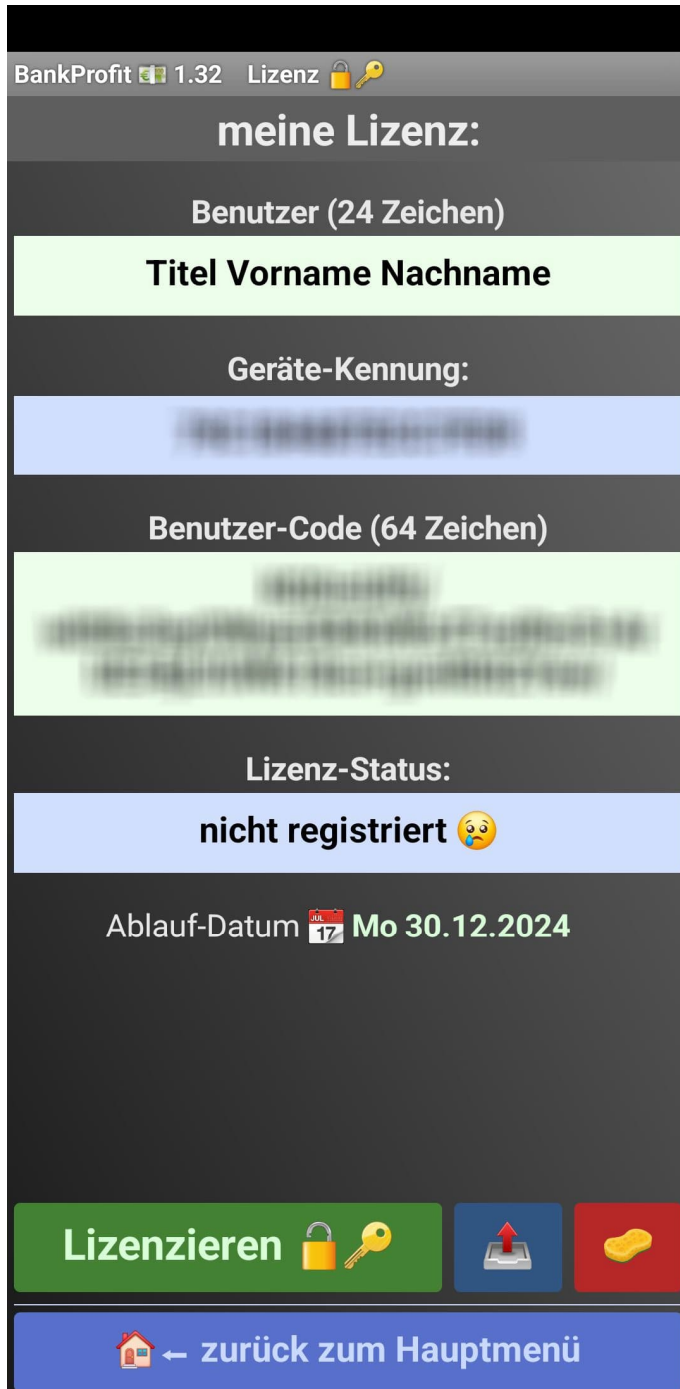 BankProfit 💵 1.32 Lizenz 🔒🔑
meine Lizenz:
Benutzer (24 Zeichen)
Titel Vorname Nachname
Geräte-Kennung:
Benutzer-Code (64 Zeichen)
Lizenz-Status:
nicht registriert 😢
Ablauf-Datum 📅 Mo 30.12.2024
Lizenzieren 🔓🔑
🏠← zurück zum Hauptmenü